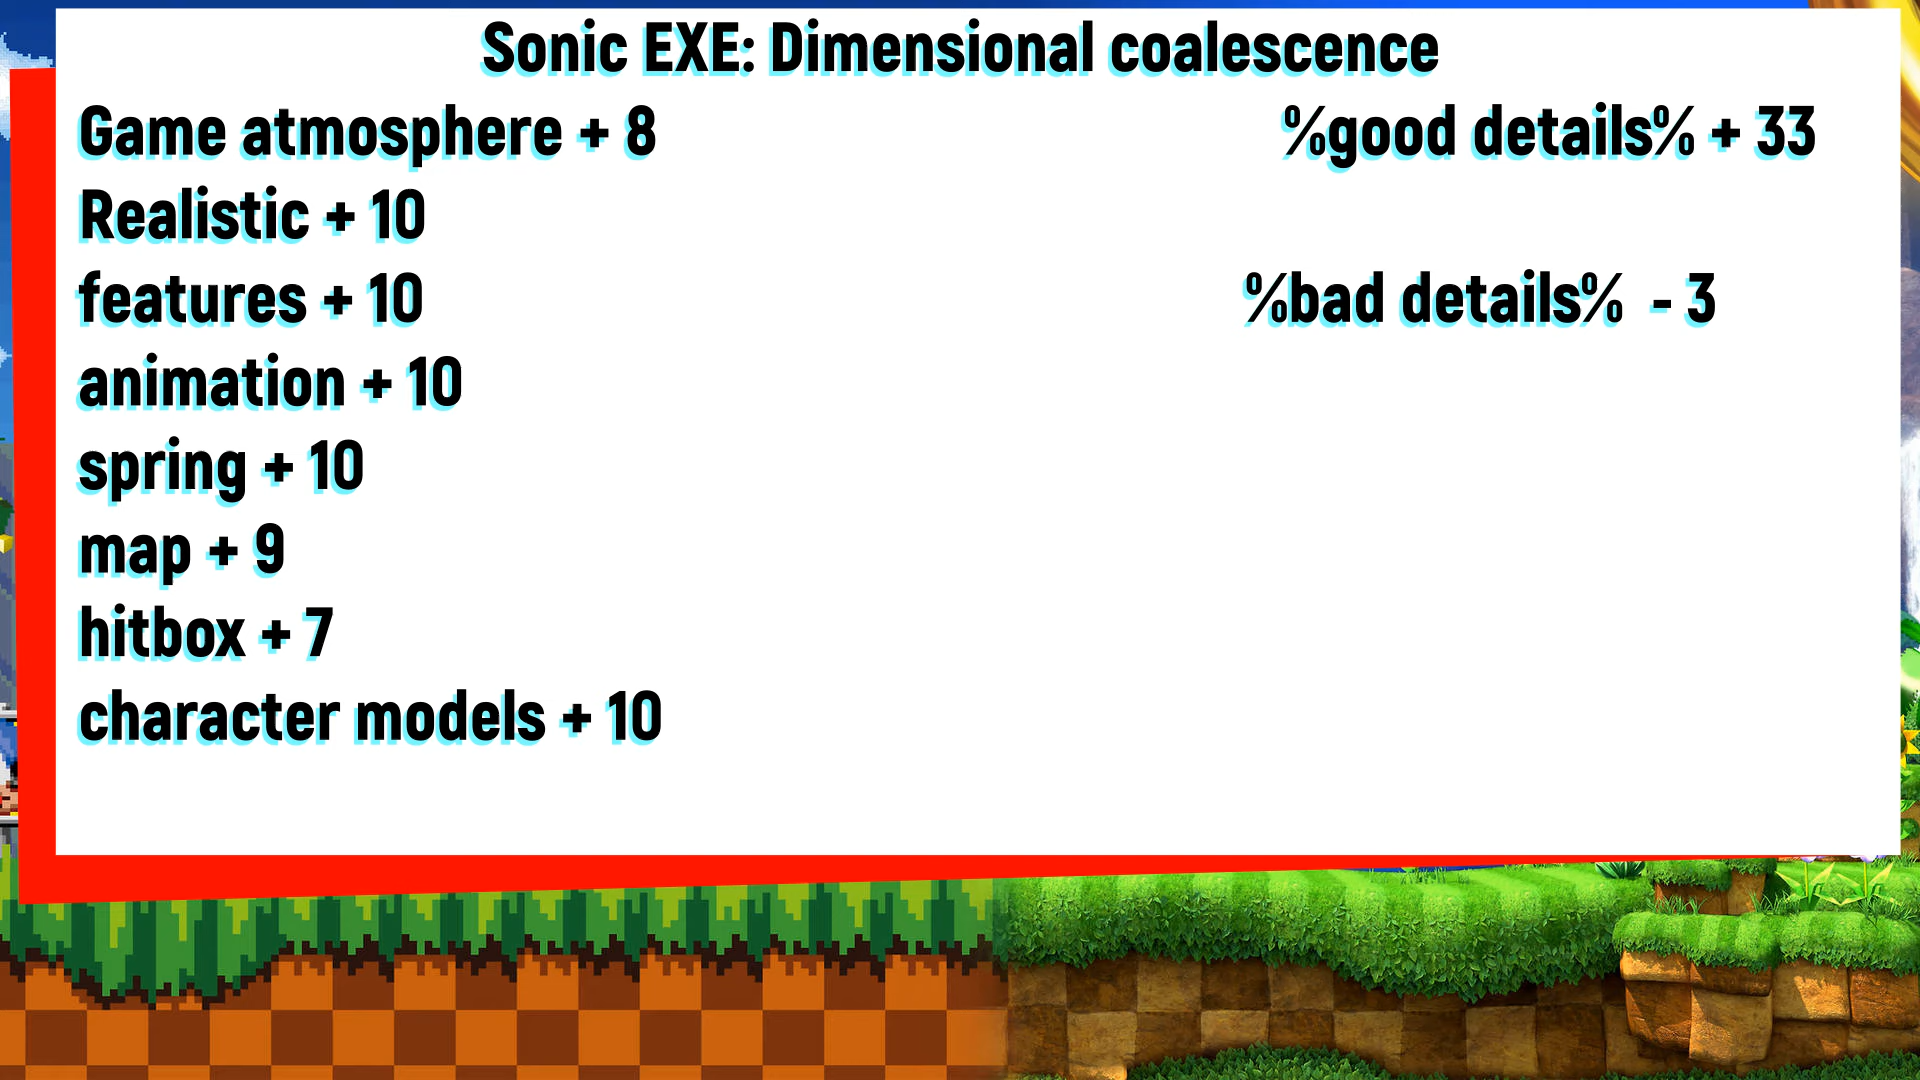 Sonic EXE: Dimensional coalescence
Game atmosphere + 8
%good details% + 33
Realistic + 10
features + 10
%bad details% - 3
animation + 10
spring + 10
map + 9
hitbox + 7
character models + 10